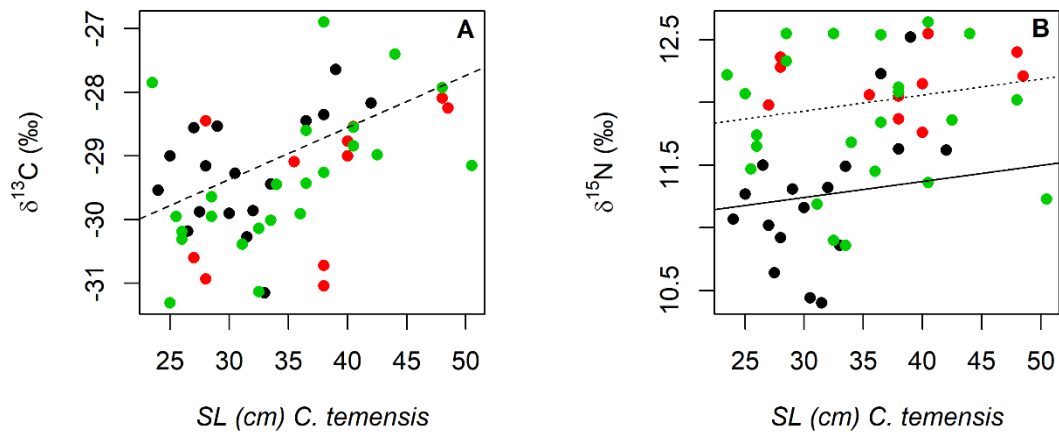 A
-27
-28
-29
-30
-31
δ13C (‰)
25 30 35 40 45 50
SL (cm) C. temensis
B
12.5
11.5
10.5
δ15N (‰)
25 30 35 40 45 50
SL (cm) C. temensis